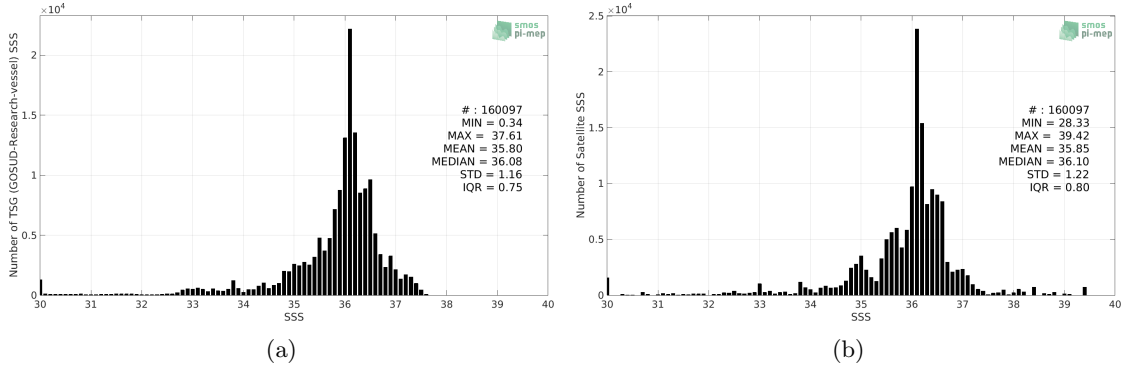 ×10⁴
Number of TSG (GOSUD-Research-vessel) SSS
2
1.5
1
0.5
0
30 31 32 33 34 35 36 37 38 39 40
SSS
smos
pi-mep
# : 160097
MIN = 0.34
MAX = 37.61
MEAN = 35.80
MEDIAN = 36.08
STD = 1.16
IQR = 0.75
(a)
×10⁴
Number of Satellite SSS
2.5
2
1.5
1
0.5
0
30 31 32 33 34 35 36 37 38 39 40
SSS
smos
pi-mep
# : 160097
MIN = 28.33
MAX = 39.42
MEAN = 35.85
MEDIAN = 36.10
STD = 1.22
IQR = 0.80
(b)